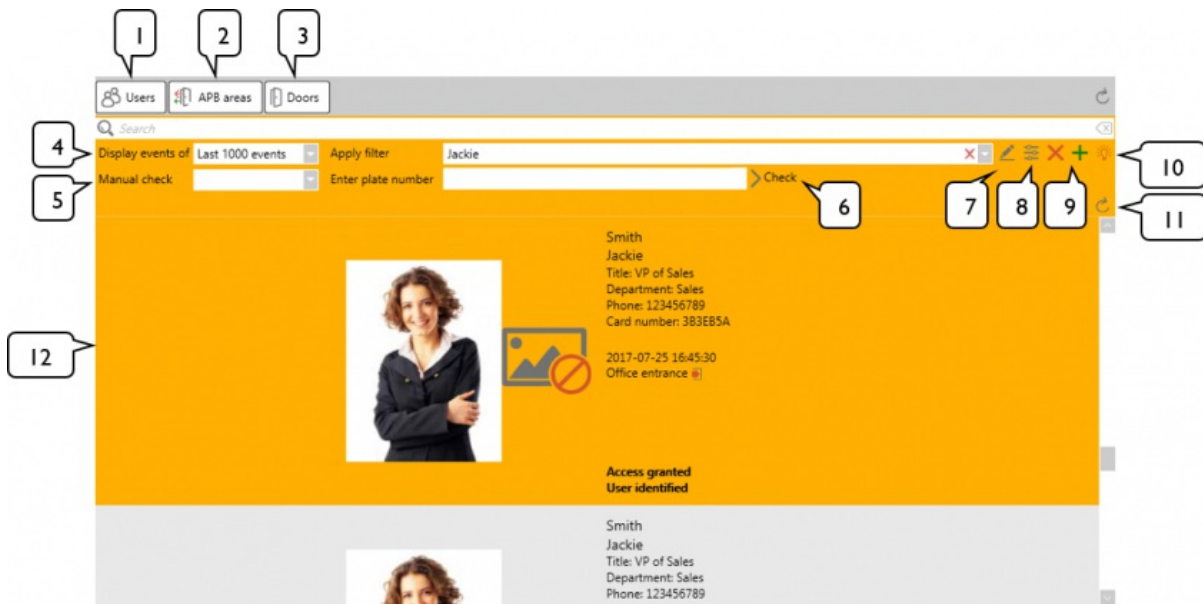 1 2 3
Users APB areas Doors
Search
4 Display events of Last 1000 events Apply filter Jackie 10
5 Manual check Enter plate number Check 6 7 8 9
11
Smith
Jackie
Title: VP of Sales
Department: Sales
Phone: 123456789
Card number: 3B3EB5A
12
2017-07-25 16:45:30
Office entrance
Access granted
User identified
Smith
Jackie
Title: VP of Sales
Department: Sales
Phone: 123456789